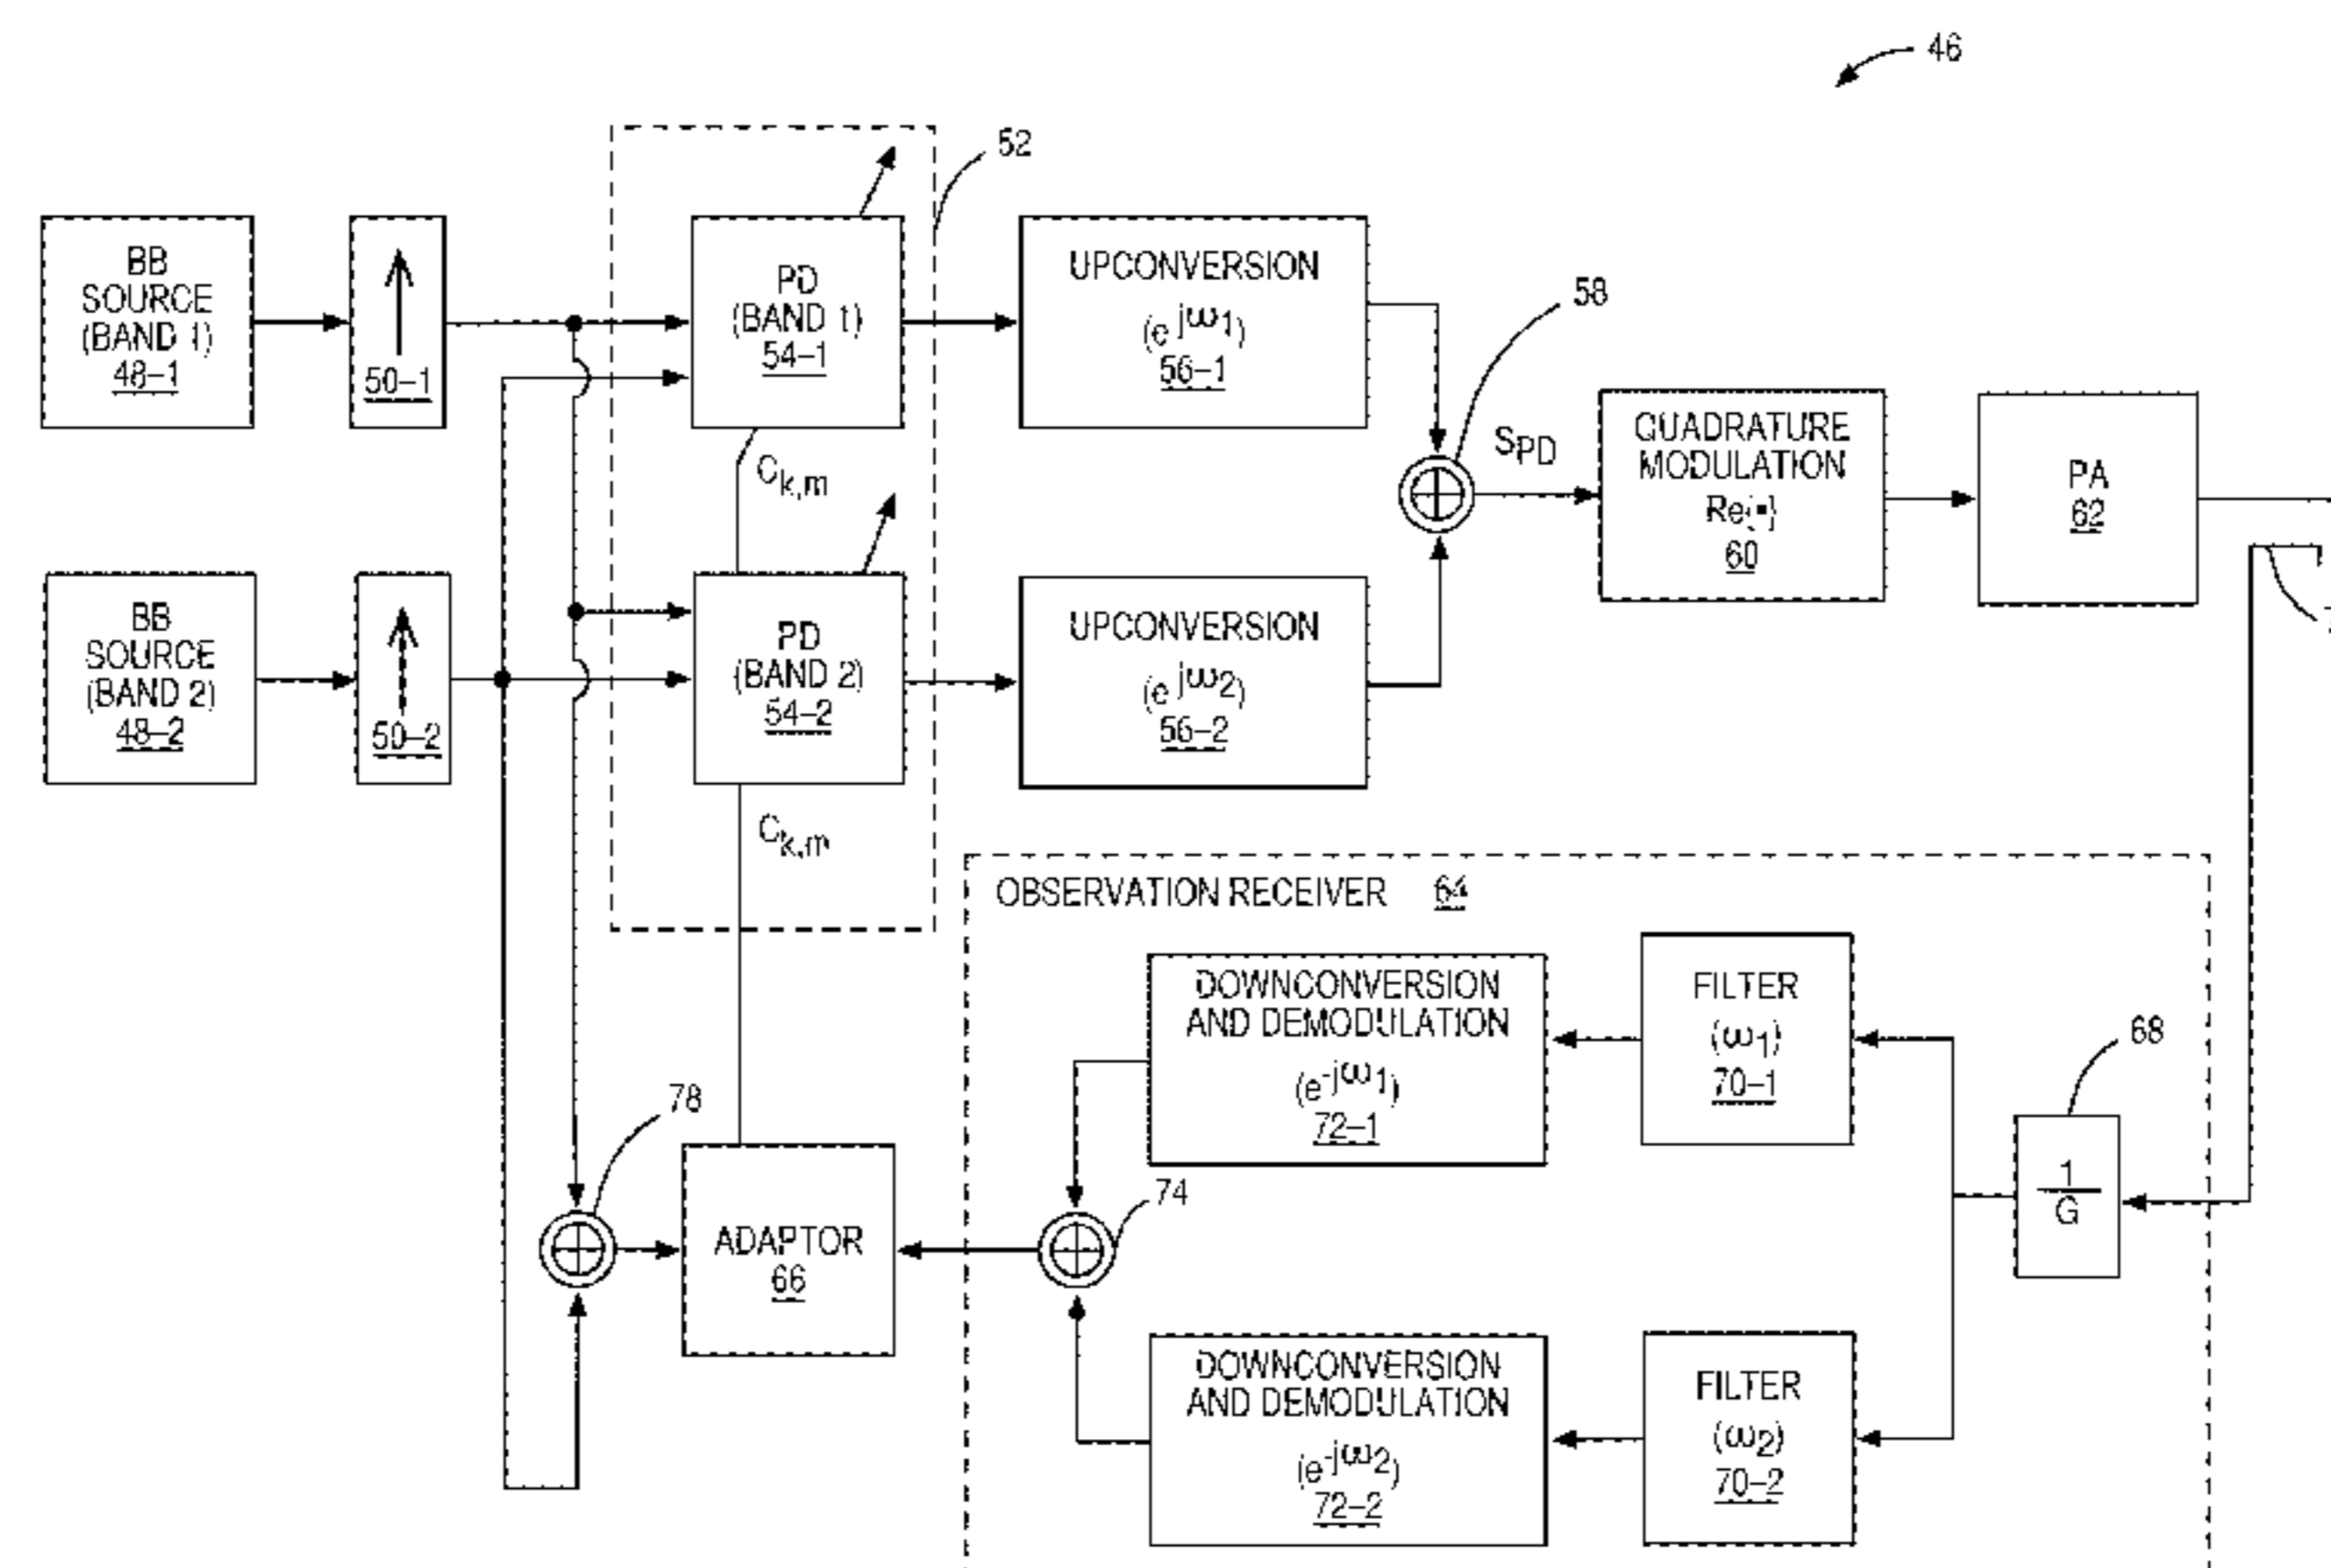 46
52
BB
SOURCE
(BAND 1)
48-1
50-1
PD
(BAND 1)
54-1
UPCONVERSION
(e jω1)
56-1
58
C k,m
SPD
QUADRATURE
MODULATION
Re{▪}
60
PA
62
BB
SOURCE
(BAND 2)
48-2
50-2
PD
(BAND 2)
54-2
UPCONVERSION
(e jω2)
56-2
C k,m
OBSERVATION RECEIVER 64
DOWNCONVERSION
AND DEMODULATION
(e-jω1)
72-1
FILTER
(ω1)
70-1
68
1
G
78
74
ADAPTOR
66
DOWNCONVERSION
AND DEMODULATION
(e-jω2)
72-2
FILTER
(ω2)
70-2